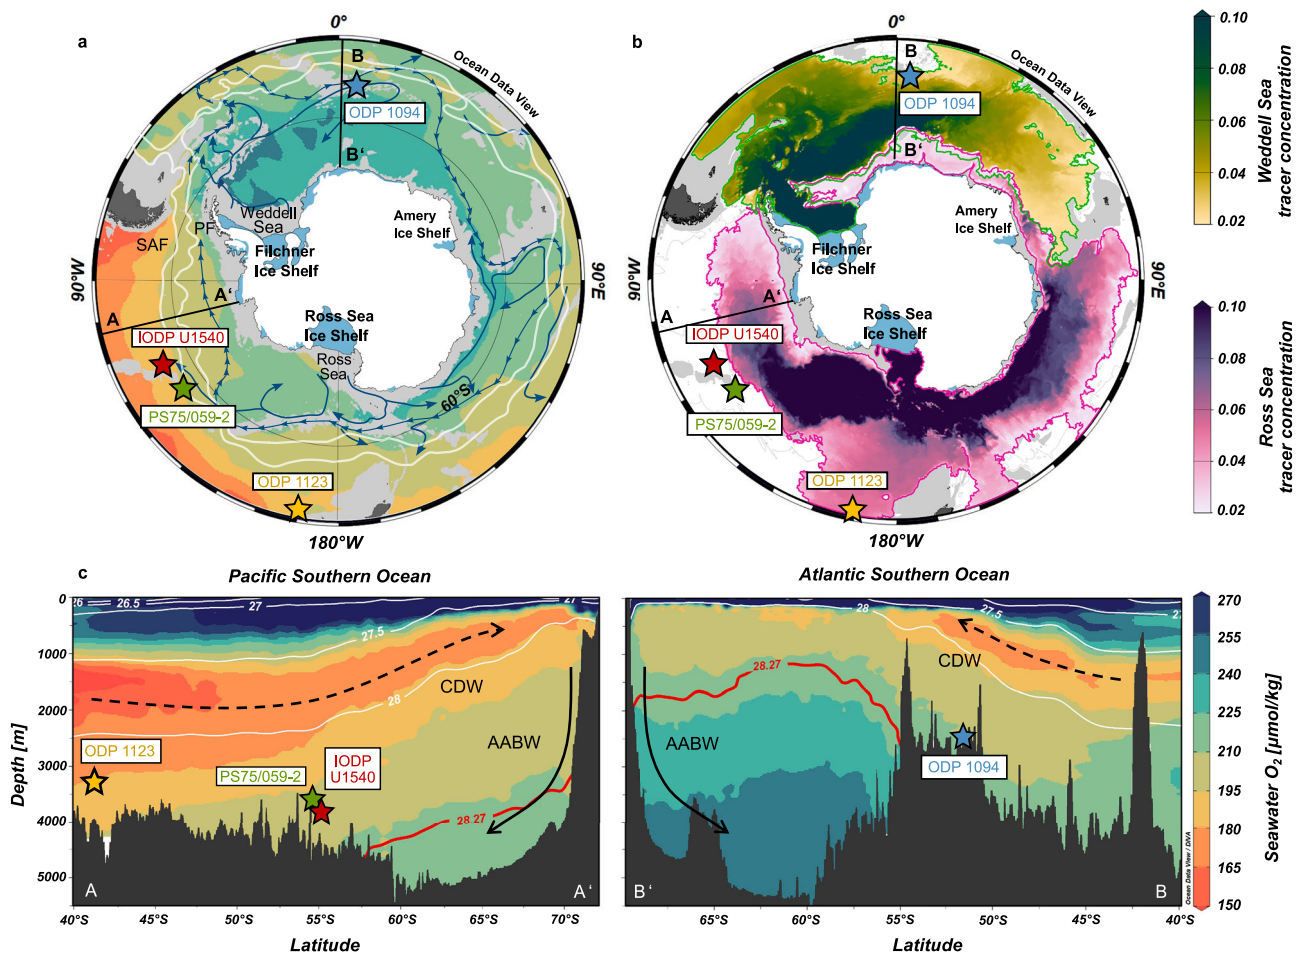 a
0°
B
Ocean Data View
ODP 1094
B'
Weddell
Sea
PF
SAF
Filchner
Ice Shelf
Amery
Ice Shelf
90°W
90°E
A'
A
IODP U1540
Ross Sea
Ice Shelf
Ross
Sea
PS75/059-2
60°S
ODP 1123
180°W
b
0°
B
Ocean Data View
ODP 1094
B'
Filchner
Ice Shelf
Amery
Ice Shelf
90°W
90°E
A'
A
IODP U1540
Ross Sea
Ice Shelf
PS75/059-2
ODP 1123
180°W
0.10
0.08
0.06
0.04
0.02
Weddell Sea
tracer concentration
0.10
0.08
0.06
0.04
0.02
Ross Sea
tracer concentration
c
Pacific Southern Ocean
Atlantic Southern Ocean
0
1000
2000
3000
4000
5000
Depth [m]
26
26.5
27
27
27.5
28
28.27
CDW
AABW
ODP 1123
PS75/059-2
IODP
U1540
A
A'
40°S
45°S
50°S
55°S
60°S
65°S
70°S
Latitude
28
27.5
27
28.27
CDW
AABW
ODP 1094
B'
B
65°S
60°S
55°S
50°S
45°S
40°S
Latitude
Ocean Data View / DIVA
270
255
240
225
210
195
180
165
150
Seawater O₂ [µmol/kg]